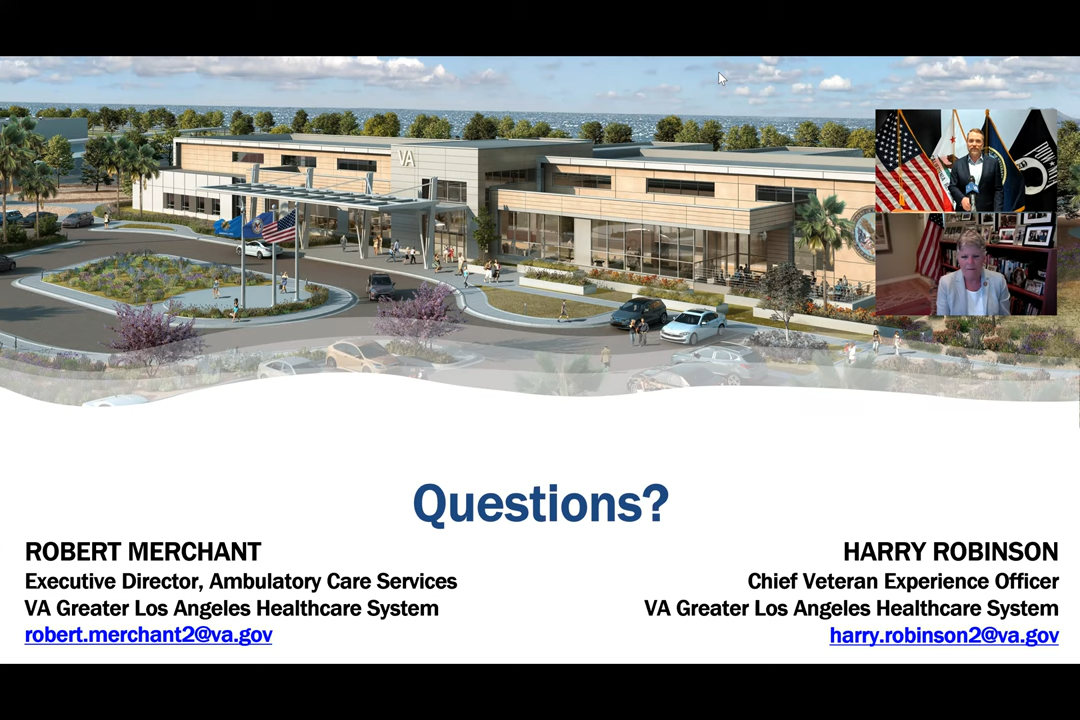 VA
Questions?
ROBERT MERCHANT
Executive Director, Ambulatory Care Services
VA Greater Los Angeles Healthcare System
robert.merchant2@va.gov
HARRY ROBINSON
Chief Veteran Experience Officer
VA Greater Los Angeles Healthcare System
harry.robinson2@va.gov